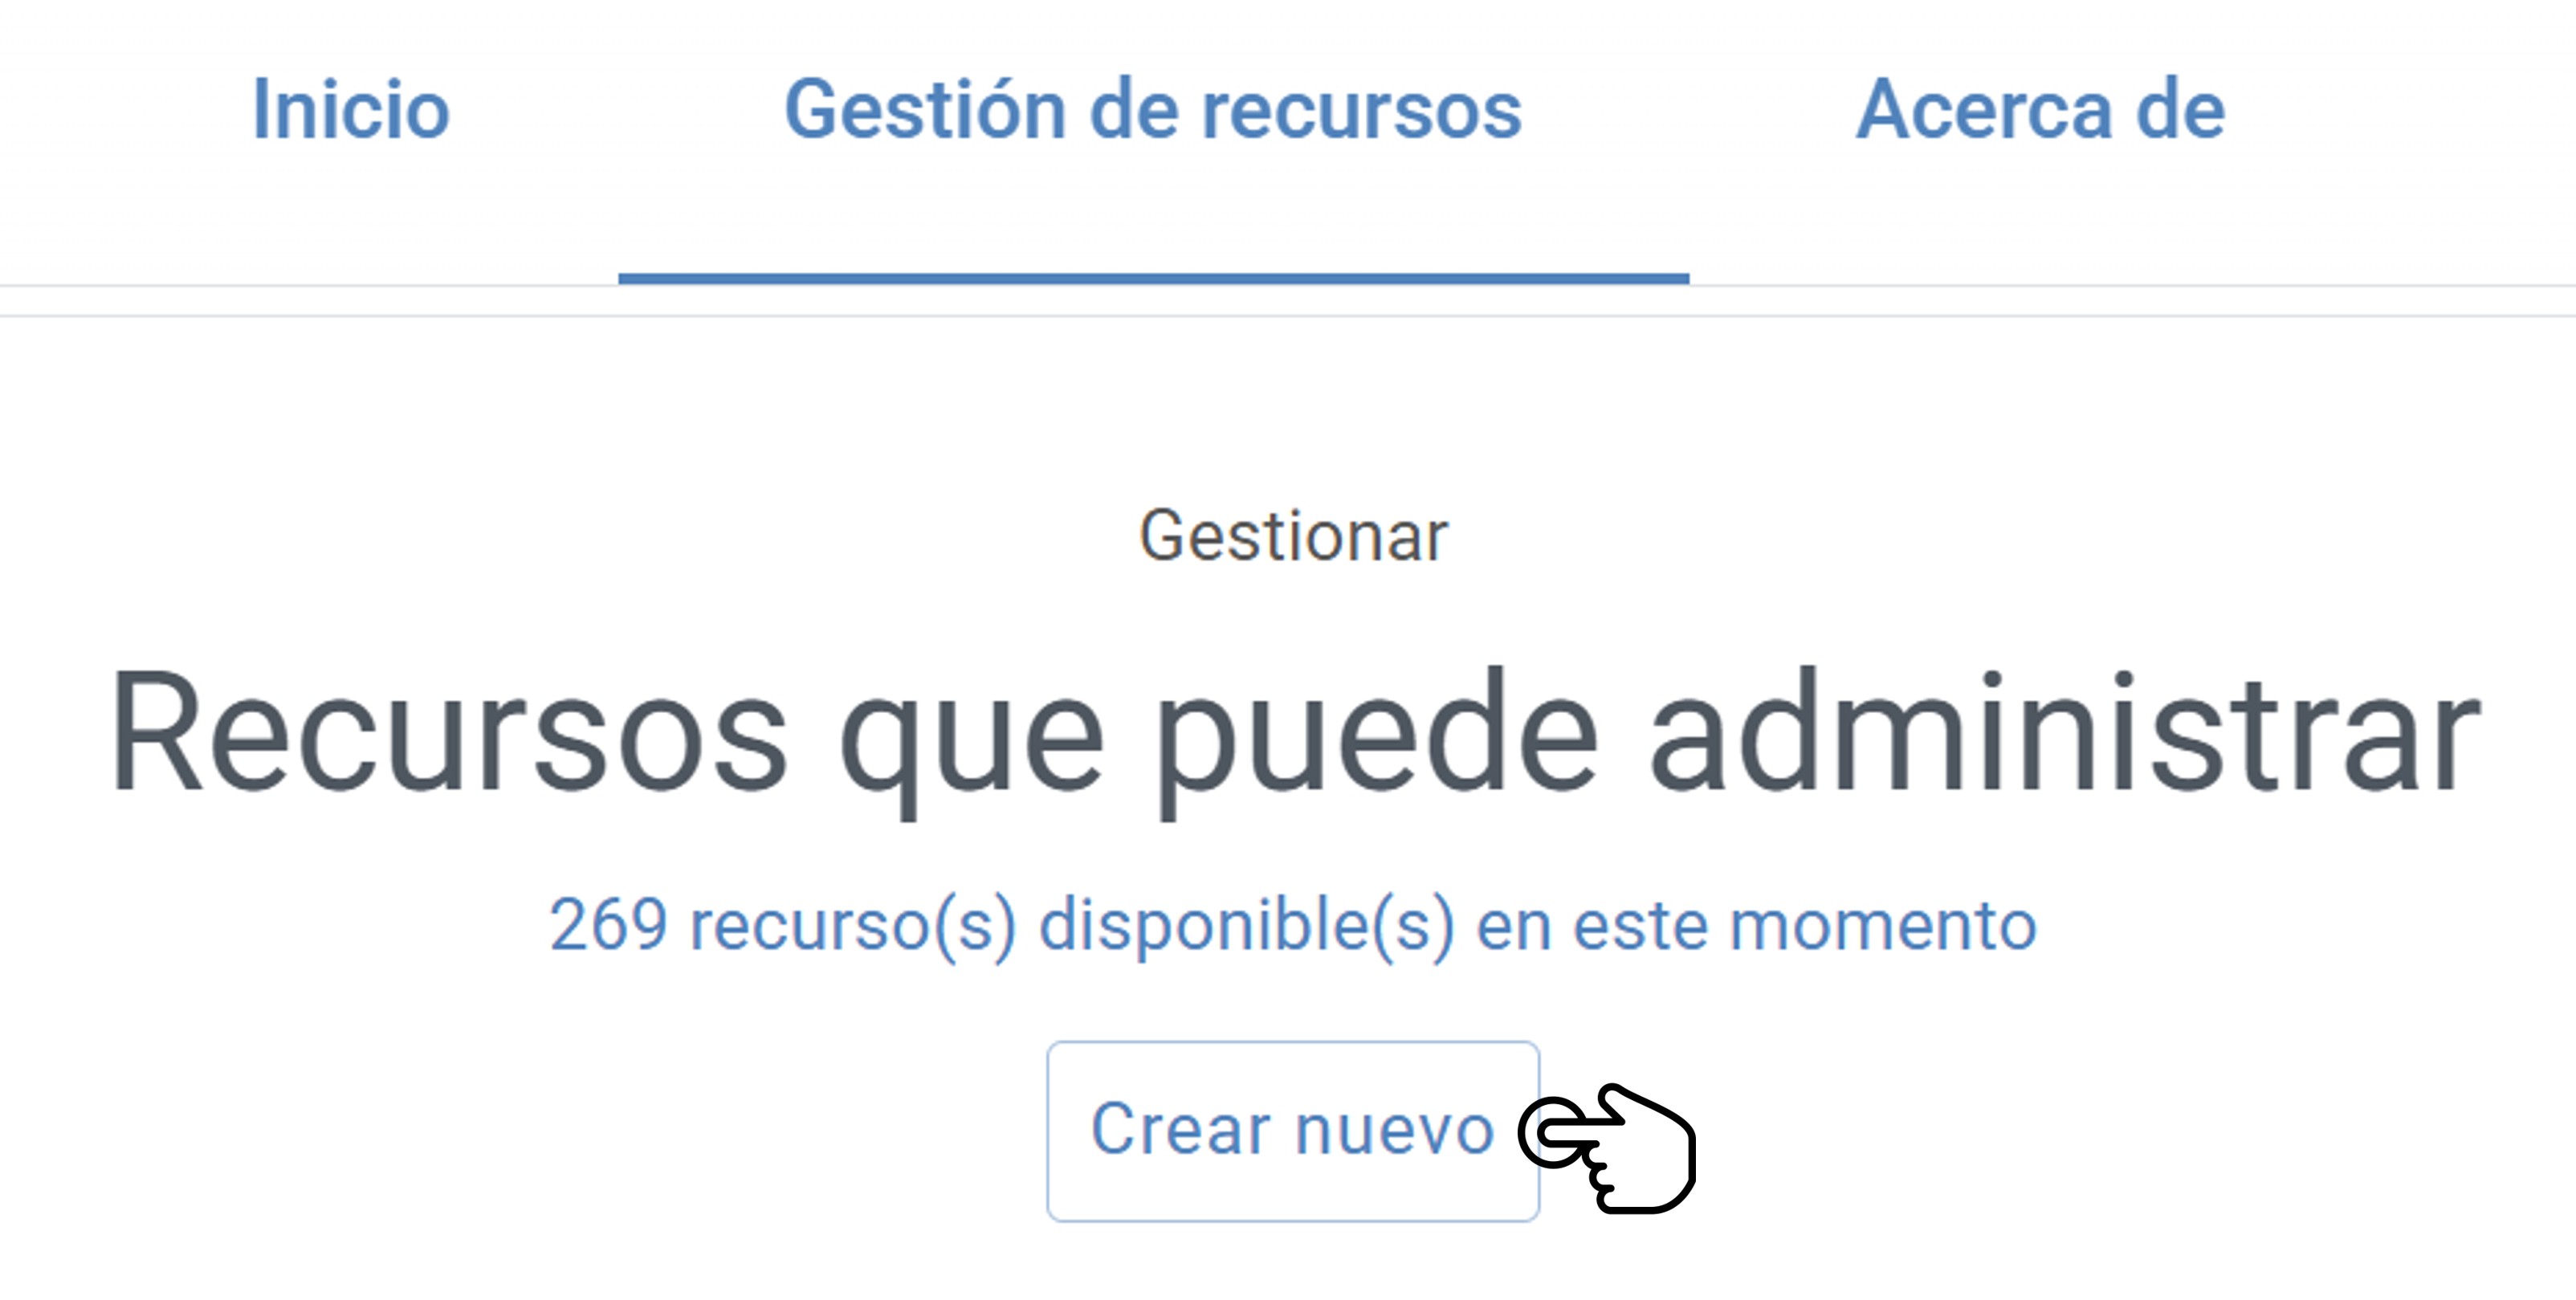 Inicio Gestión de recursos Acerca de
Gestionar
Recursos que puede administrar
269 recurso(s) disponible(s) en este momento
Crear nuevo